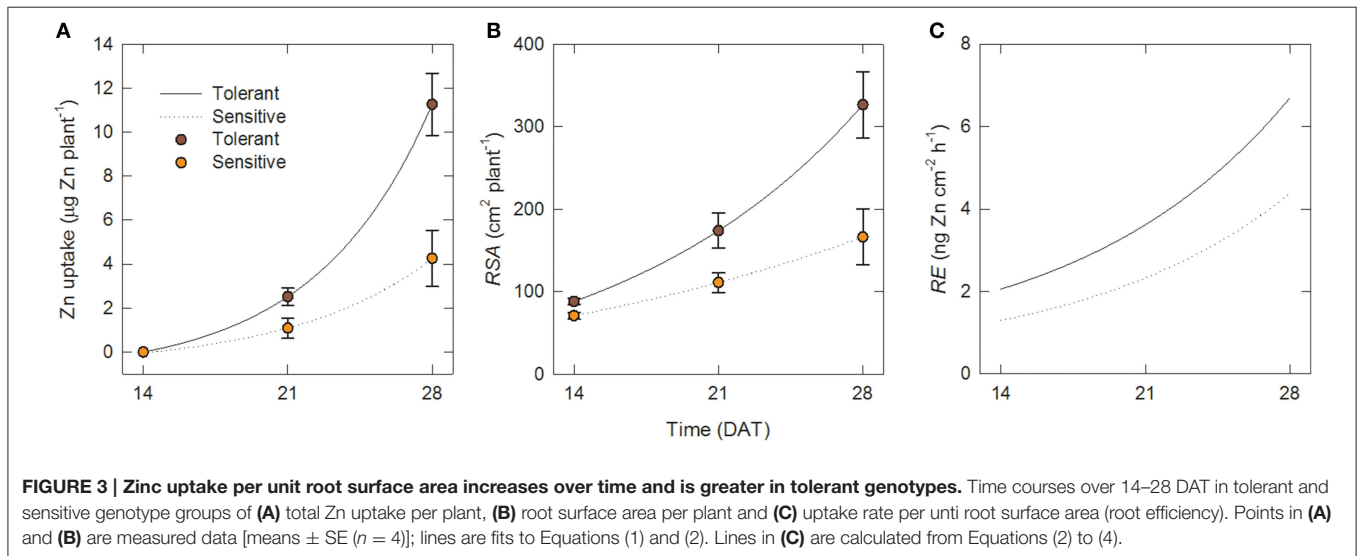 A
Zn uptake (µg Zn plant-1)
14
12
10
8
6
4
2
0
Tolerant
Sensitive
Tolerant
Sensitive
14 21 28
B
RSA (cm2 plant-1)
400
300
200
100
0
14 21 28
Time (DAT)
C
RE (ng Zn cm-2 h-1)
8
6
4
2
0
14 21 28
FIGURE 3 | Zinc uptake per unit root surface area increases over time and is greater in tolerant genotypes. Time courses over 14–28 DAT in tolerant and
sensitive genotype groups of (A) total Zn uptake per plant, (B) root surface area per plant and (C) uptake rate per unti root surface area (root efficiency). Points in (A)
and (B) are measured data [means ± SE (n = 4)]; lines are fits to Equations (1) and (2). Lines in (C) are calculated from Equations (2) to (4).